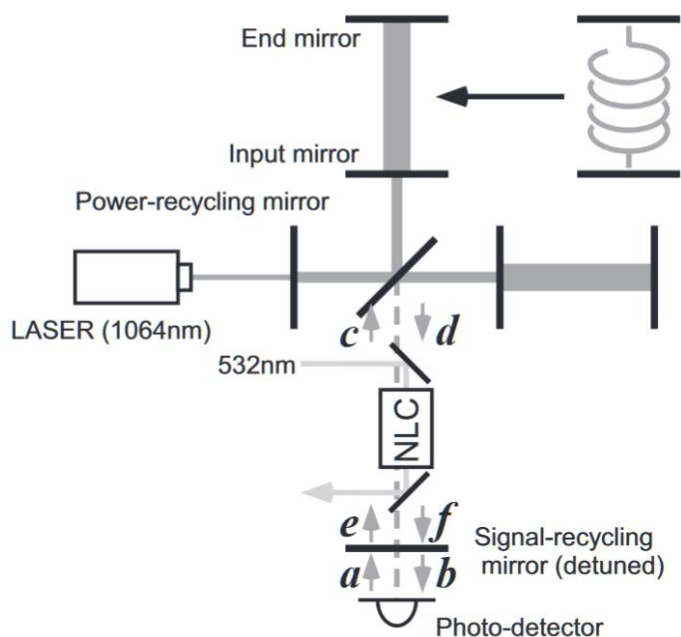 End mirror
Input mirror
Power-recycling mirror
LASER (1064nm)
c
d
532nm
NLC
e
f
Signal-recycling
mirror (detuned)
a
b
Photo-detector